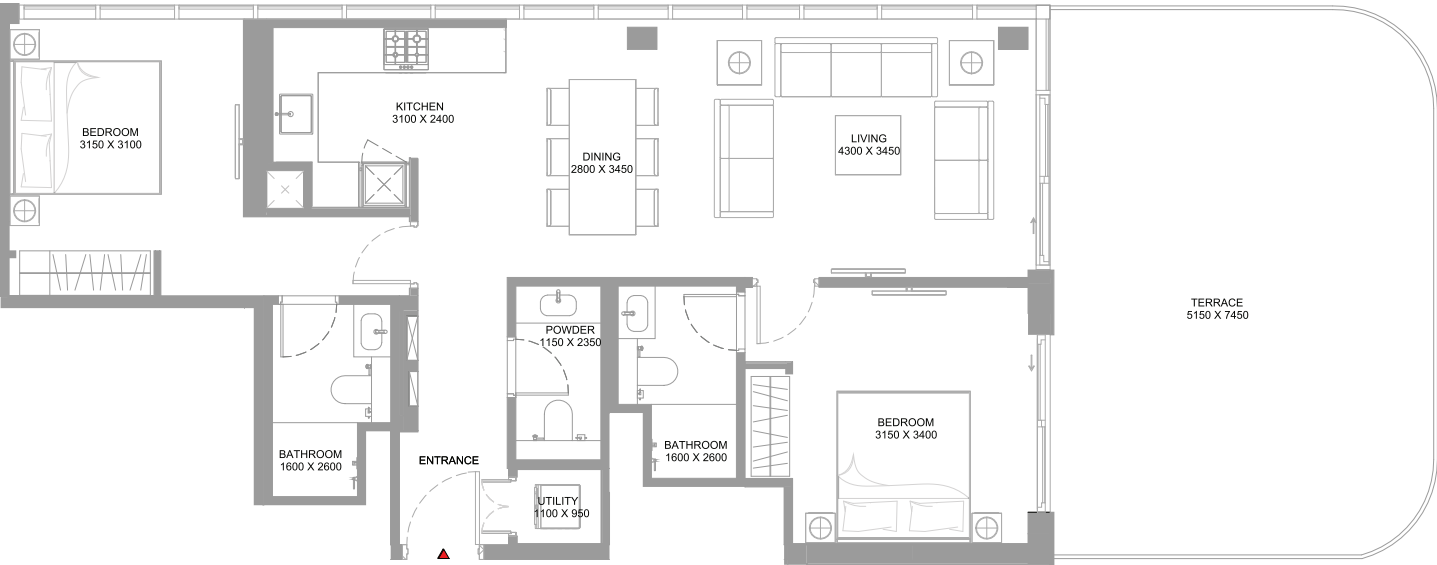 BEDROOM
3150 X 3100
KITCHEN
3100 X 2400
DINING
2800 X 3450
LIVING
4300 X 3450
TERRACE
5150 X 7450
POWDER
1150 X 2350
BEDROOM
3150 X 3400
BATHROOM
1600 X 2600
ENTRANCE
BATHROOM
1600 X 2600
UTILITY
1100 X 950